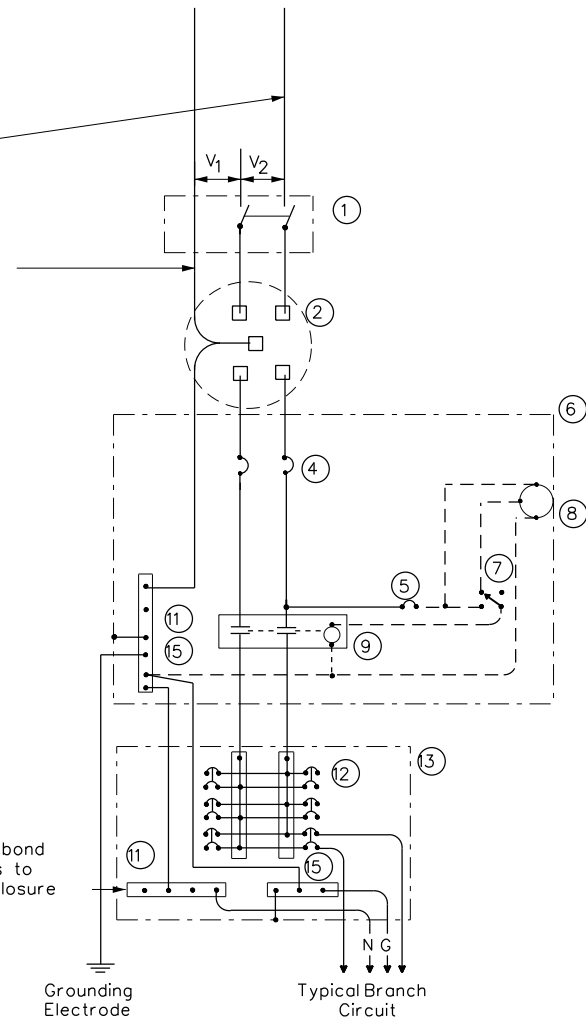 V1 V2
1
2
6
4
8
7
5
11
9
15
13
12
bond
s to
losure
11
15
N G
Grounding
Electrode
Typical Branch
Circuit